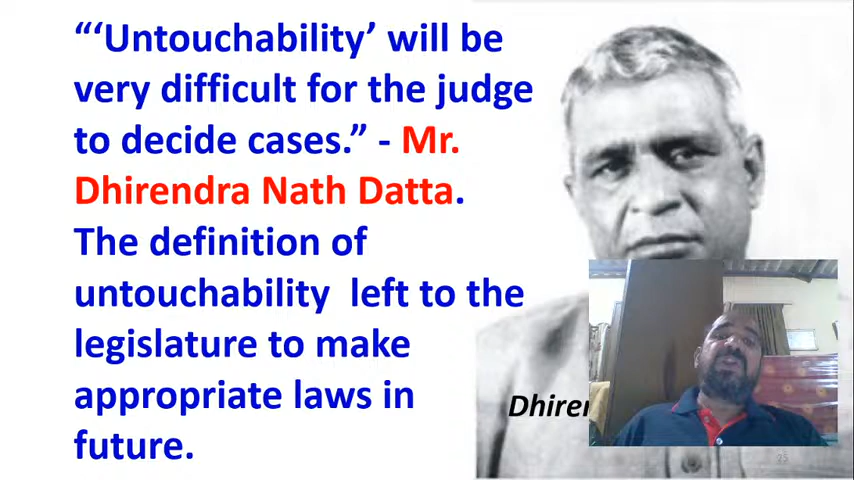 “‘Untouchability’ will be
very difficult for the judge
to decide cases.” - Mr.
Dhirendra Nath Datta.
The definition of
untouchability left to the
legislature to make
appropriate laws in
future.
Dhirer
25